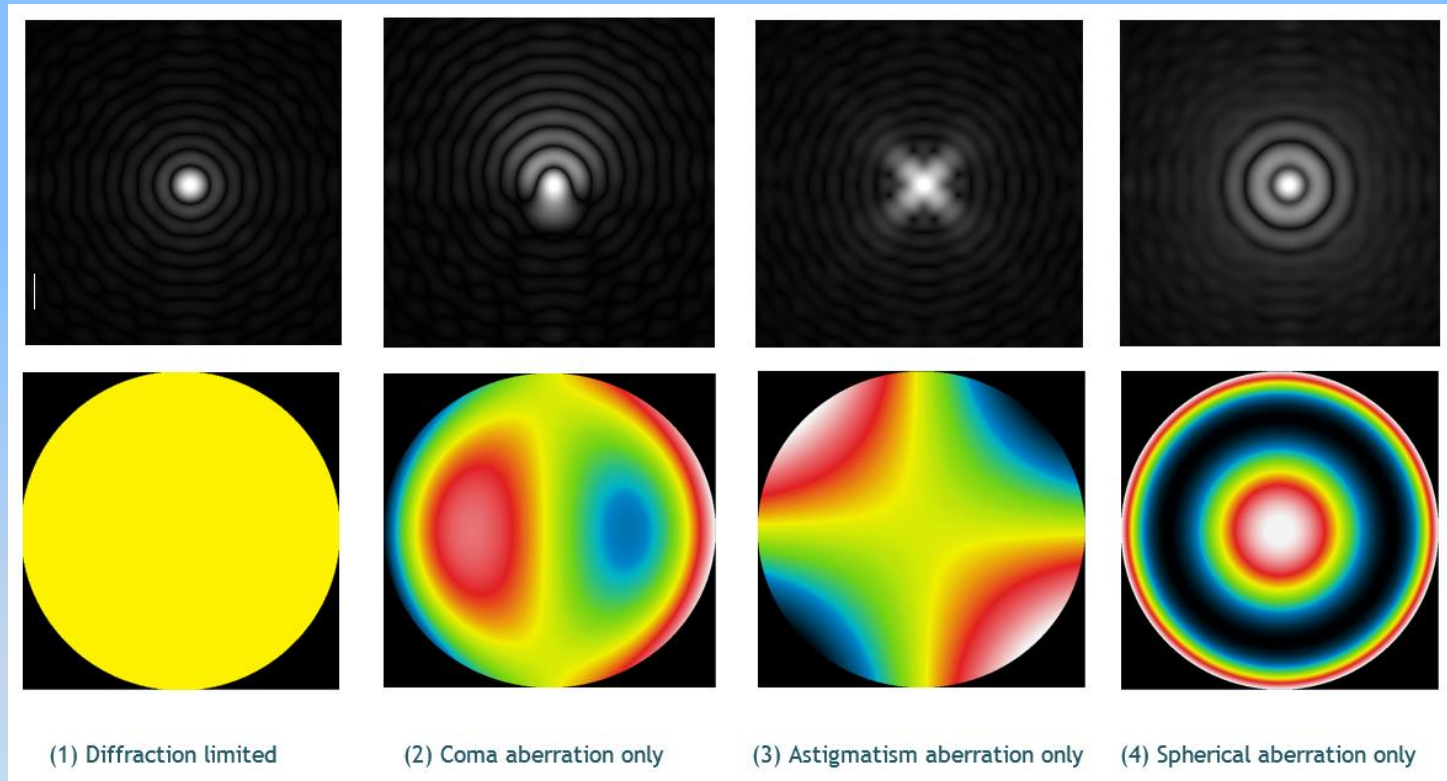 (1) Diffraction limited
(2) Coma aberration only
(3) Astigmatism aberration only
(4) Spherical aberration only